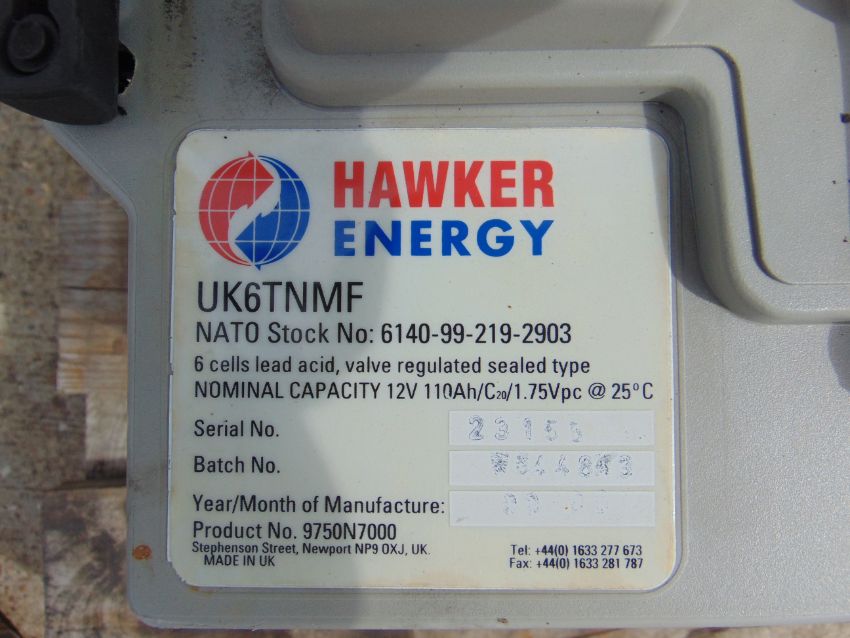 HAWKER
ENERGY
UK6TNMF
NATO Stock No: 6140-99-219-2903
6 cells lead acid, valve regulated sealed type
NOMINAL CAPACITY 12V 110Ah/C₂₀/1.75Vpc @ 25°C
Serial No.
Batch No.
Year/Month of Manufacture:
Product No. 9750N7000
Stephenson Street, Newport NP9 OXJ, UK.
MADE IN UK
Tel: +44(0) 1633 277 673
Fax: +44(0) 1633 281 787